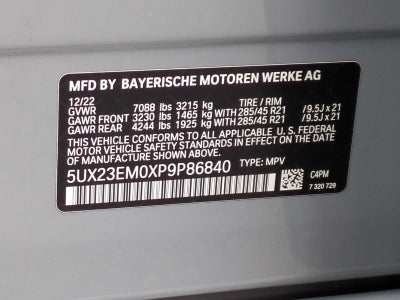 MFD BY BAYERISCHE MOTOREN WERKE AG
12/22
GVWR 7088 lbs 3215 kg TIRE / RIM
GAWR FRONT 3230 lbs 1465 kg WITH 285/45 R21 /9.5J x 21
GAWR REAR 4244 lbs 1925 kg WITH 285/45 R21 /9.5J x 21
THIS VEHICLE CONFORMS TO ALL APPLICABLE U. S. FEDERAL
MOTOR VEHICLE SAFETY STANDARDS IN EFFECT ON THE DATE OF
MANUFACTURE SHOWN ABOVE.
5UX23EM0XP9P86840 TYPE: MPV
C4PM
7 320 729